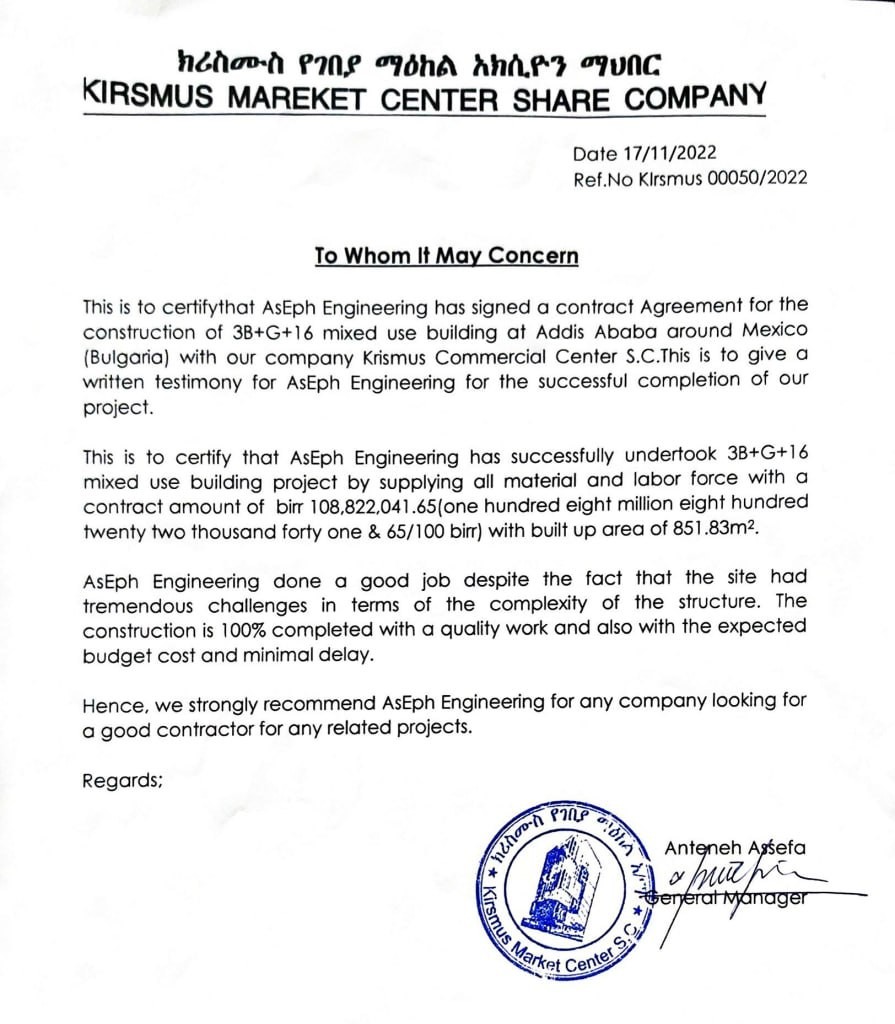 ክሪስሙስ የገበያ ማዕከል አክሲዮን ማህበር
KIRSMUS MAREKET CENTER SHARE COMPANY
Date 17/11/2022
Ref.No KIrsmus 00050/2022
To Whom It May Concern
This is to certifythat AsEph Engineering has signed a contract Agreement for the
construction of 3B+G+16 mixed use building at Addis Ababa around Mexico
(Bulgaria) with our company Krismus Commercial Center S.C.This is to give a
written testimony for AsEph Engineering for the successful completion of our
project.
This is to certify that AsEph Engineering has successfully undertook 3B+G+16
mixed use building project by supplying all material and labor force with a
contract amount of birr 108,822,041.65(one hundred eight million eight hundred
twenty two thousand forty one & 65/100 birr) with built up area of 851.83m².
AsEph Engineering done a good job despite the fact that the site had
tremendous challenges in terms of the complexity of the structure. The
construction is 100% completed with a quality work and also with the expected
budget cost and minimal delay.
Hence, we strongly recommend AsEph Engineering for any company looking for
a good contractor for any related projects.
Regards;
ክሪስሙስ የገበያ ማዕከል
Kirsmus Market Center S.C.
Anteneh Assefa
General Manager